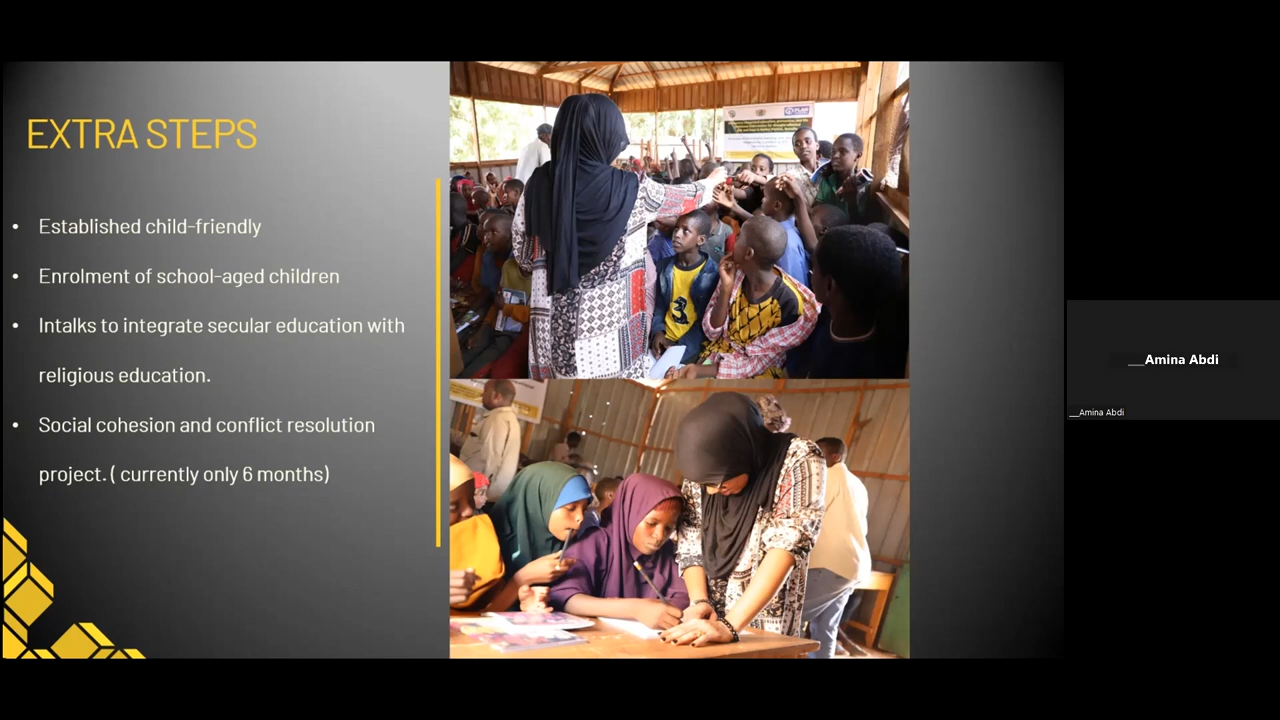 EXTRA STEPS
• Established child-friendly
• Enrolment of school-aged children
• Intalks to integrate secular education with
religious education.
• Social cohesion and conflict resolution
project. ( currently only 6 months)
__Amina Abdi
__Amina Abdi